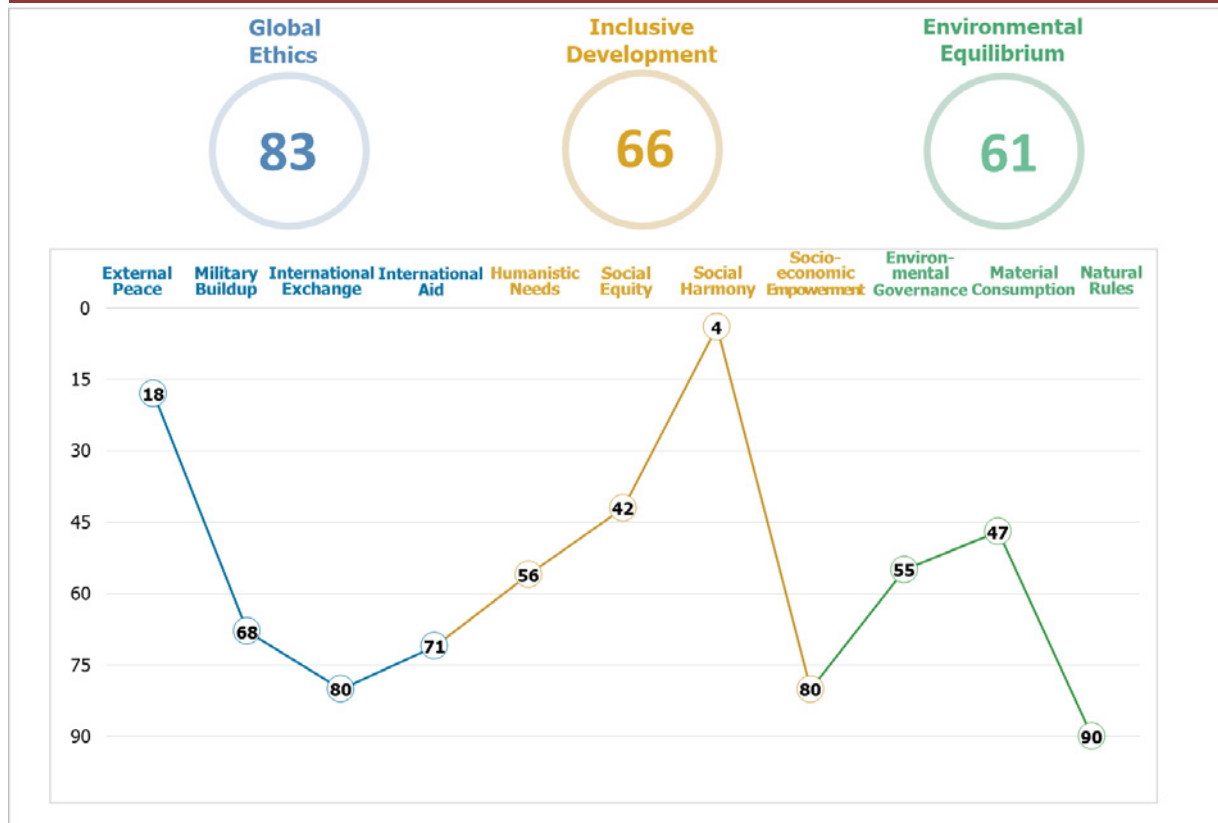 Global
Ethics
Inclusive
Development
Environmental
Equilibrium
83
66
61
External
Peace
Military
Buildup
International
Exchange
International
Aid
Humanistic
Needs
Social
Equity
Social
Harmony
Socio-
economic
Empowerment
Environ-
mental
Governance
Material
Consumption
Natural
Rules
0
15
30
45
60
75
90
18
68
80
71
56
42
4
80
55
47
90